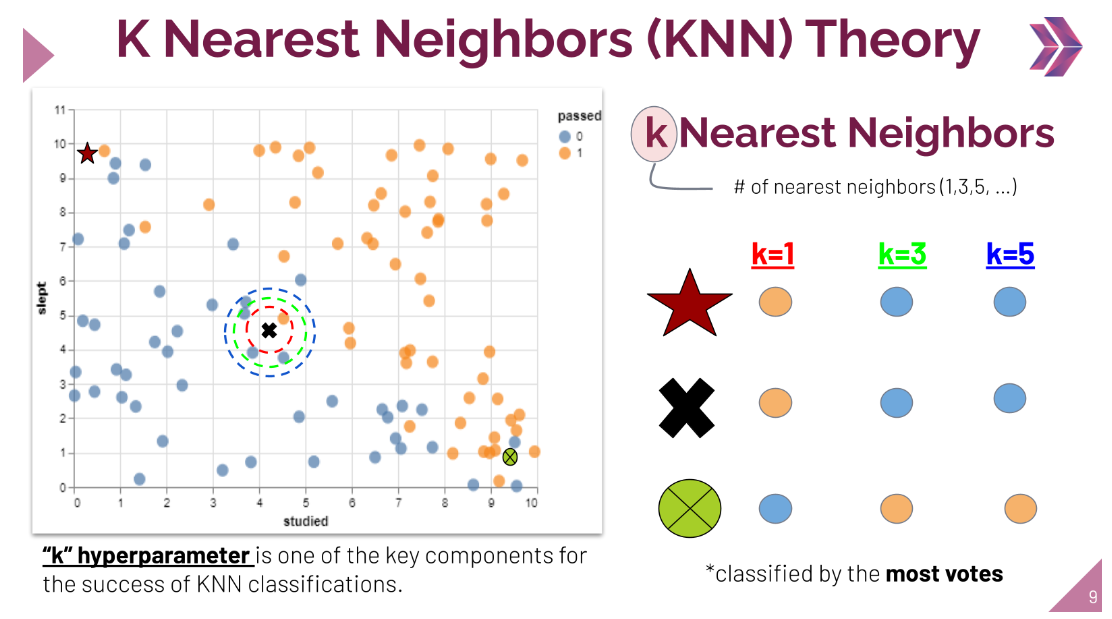 K Nearest Neighbors (KNN) Theory
passed
0
1
11
10
9
8
7
6
5
4
3
2
1
0
slept
0 1 2 3 4 5 6 7 8 9 10
studied
“k” hyperparameter is one of the key components for
the success of KNN classifications.
k Nearest Neighbors
# of nearest neighbors (1,3,5, ...)
k=1 k=3 k=5
*classified by the most votes
9